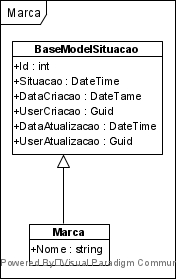 Marca
BaseModelSituacao
+Id : int
+Situacao : DateTime
+DataCriacao : DateTame
+UserCriacao : Guid
+DataAtualizacao : DateTime
+UserAtualizacao : Guid
Marca
+Nome : string
Powered By□Visual Paradigm Commun